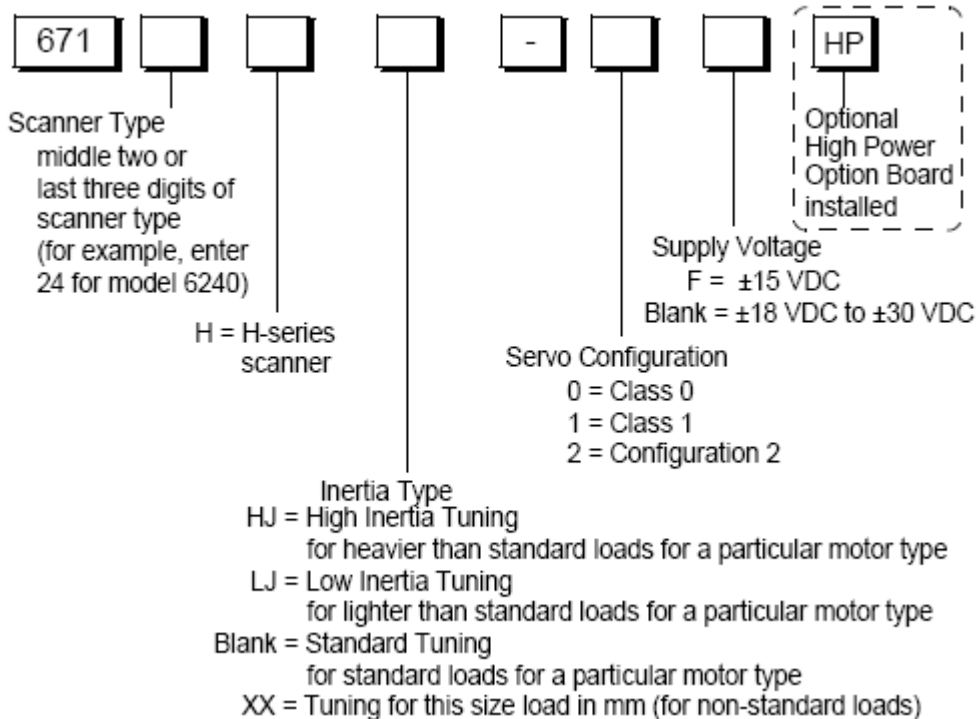 671
-
HP
Scanner Type
middle two or
last three digits of
scanner type
(for example, enter
24 for model 6240)
H = H-series
scanner
Inertia Type
HJ = High Inertia Tuning
for heavier than standard loads for a particular motor type
LJ = Low Inertia Tuning
for lighter than standard loads for a particular motor type
Blank = Standard Tuning
for standard loads for a particular motor type
XX = Tuning for this size load in mm (for non-standard loads)
Servo Configuration
0 = Class 0
1 = Class 1
2 = Configuration 2
Supply Voltage
F = ±15 VDC
Blank = ±18 VDC to ±30 VDC
Optional
High Power
Option Board
installed